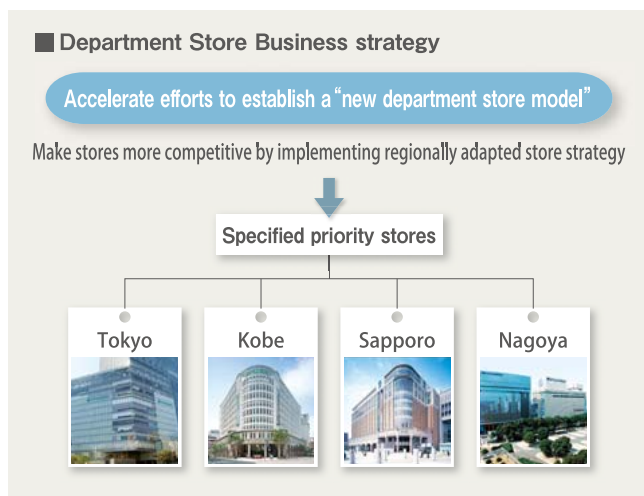 ■ Department Store Business strategy
Accelerate efforts to establish a “new department store model”
Make stores more competitive by implementing regionally adapted store strategy
Specified priority stores
Tokyo
Kobe
Sapporo
Nagoya